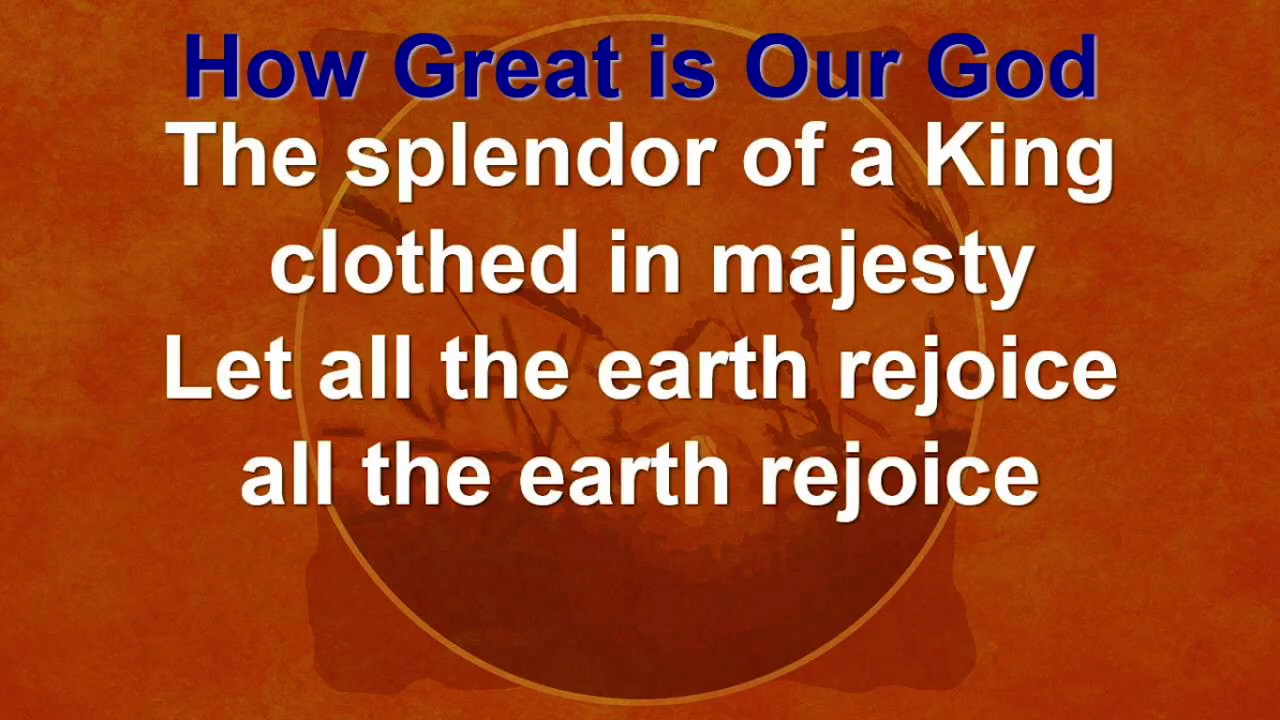 How Great is Our God
The splendor of a King
clothed in majesty
Let all the earth rejoice
all the earth rejoice